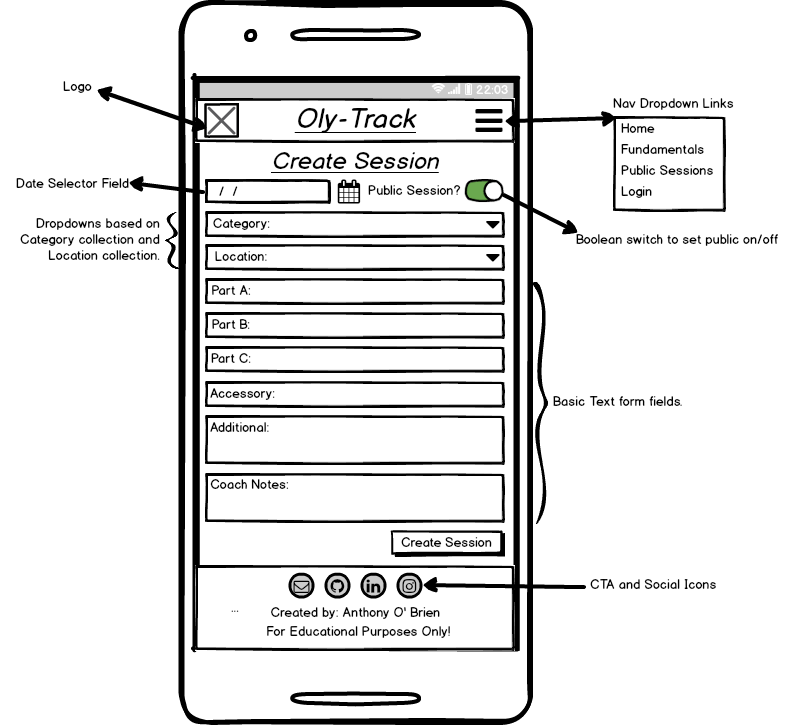 22:03
Logo
Oly-Track
Nav Dropdown Links
Home
Fundamentals
Public Sessions
Login
Create Session
Date Selector Field
/ /
Public Session?
Boolean switch to set public on/off
Dropdowns based on
Category collection and
Location collection.
Category:
Location:
Part A:
Part B:
Part C:
Accessory:
Additional:
Coach Notes:
Basic Text form fields.
Create Session
in
CTA and Social Icons
...
Created by: Anthony O' Brien
For Educational Purposes Only!